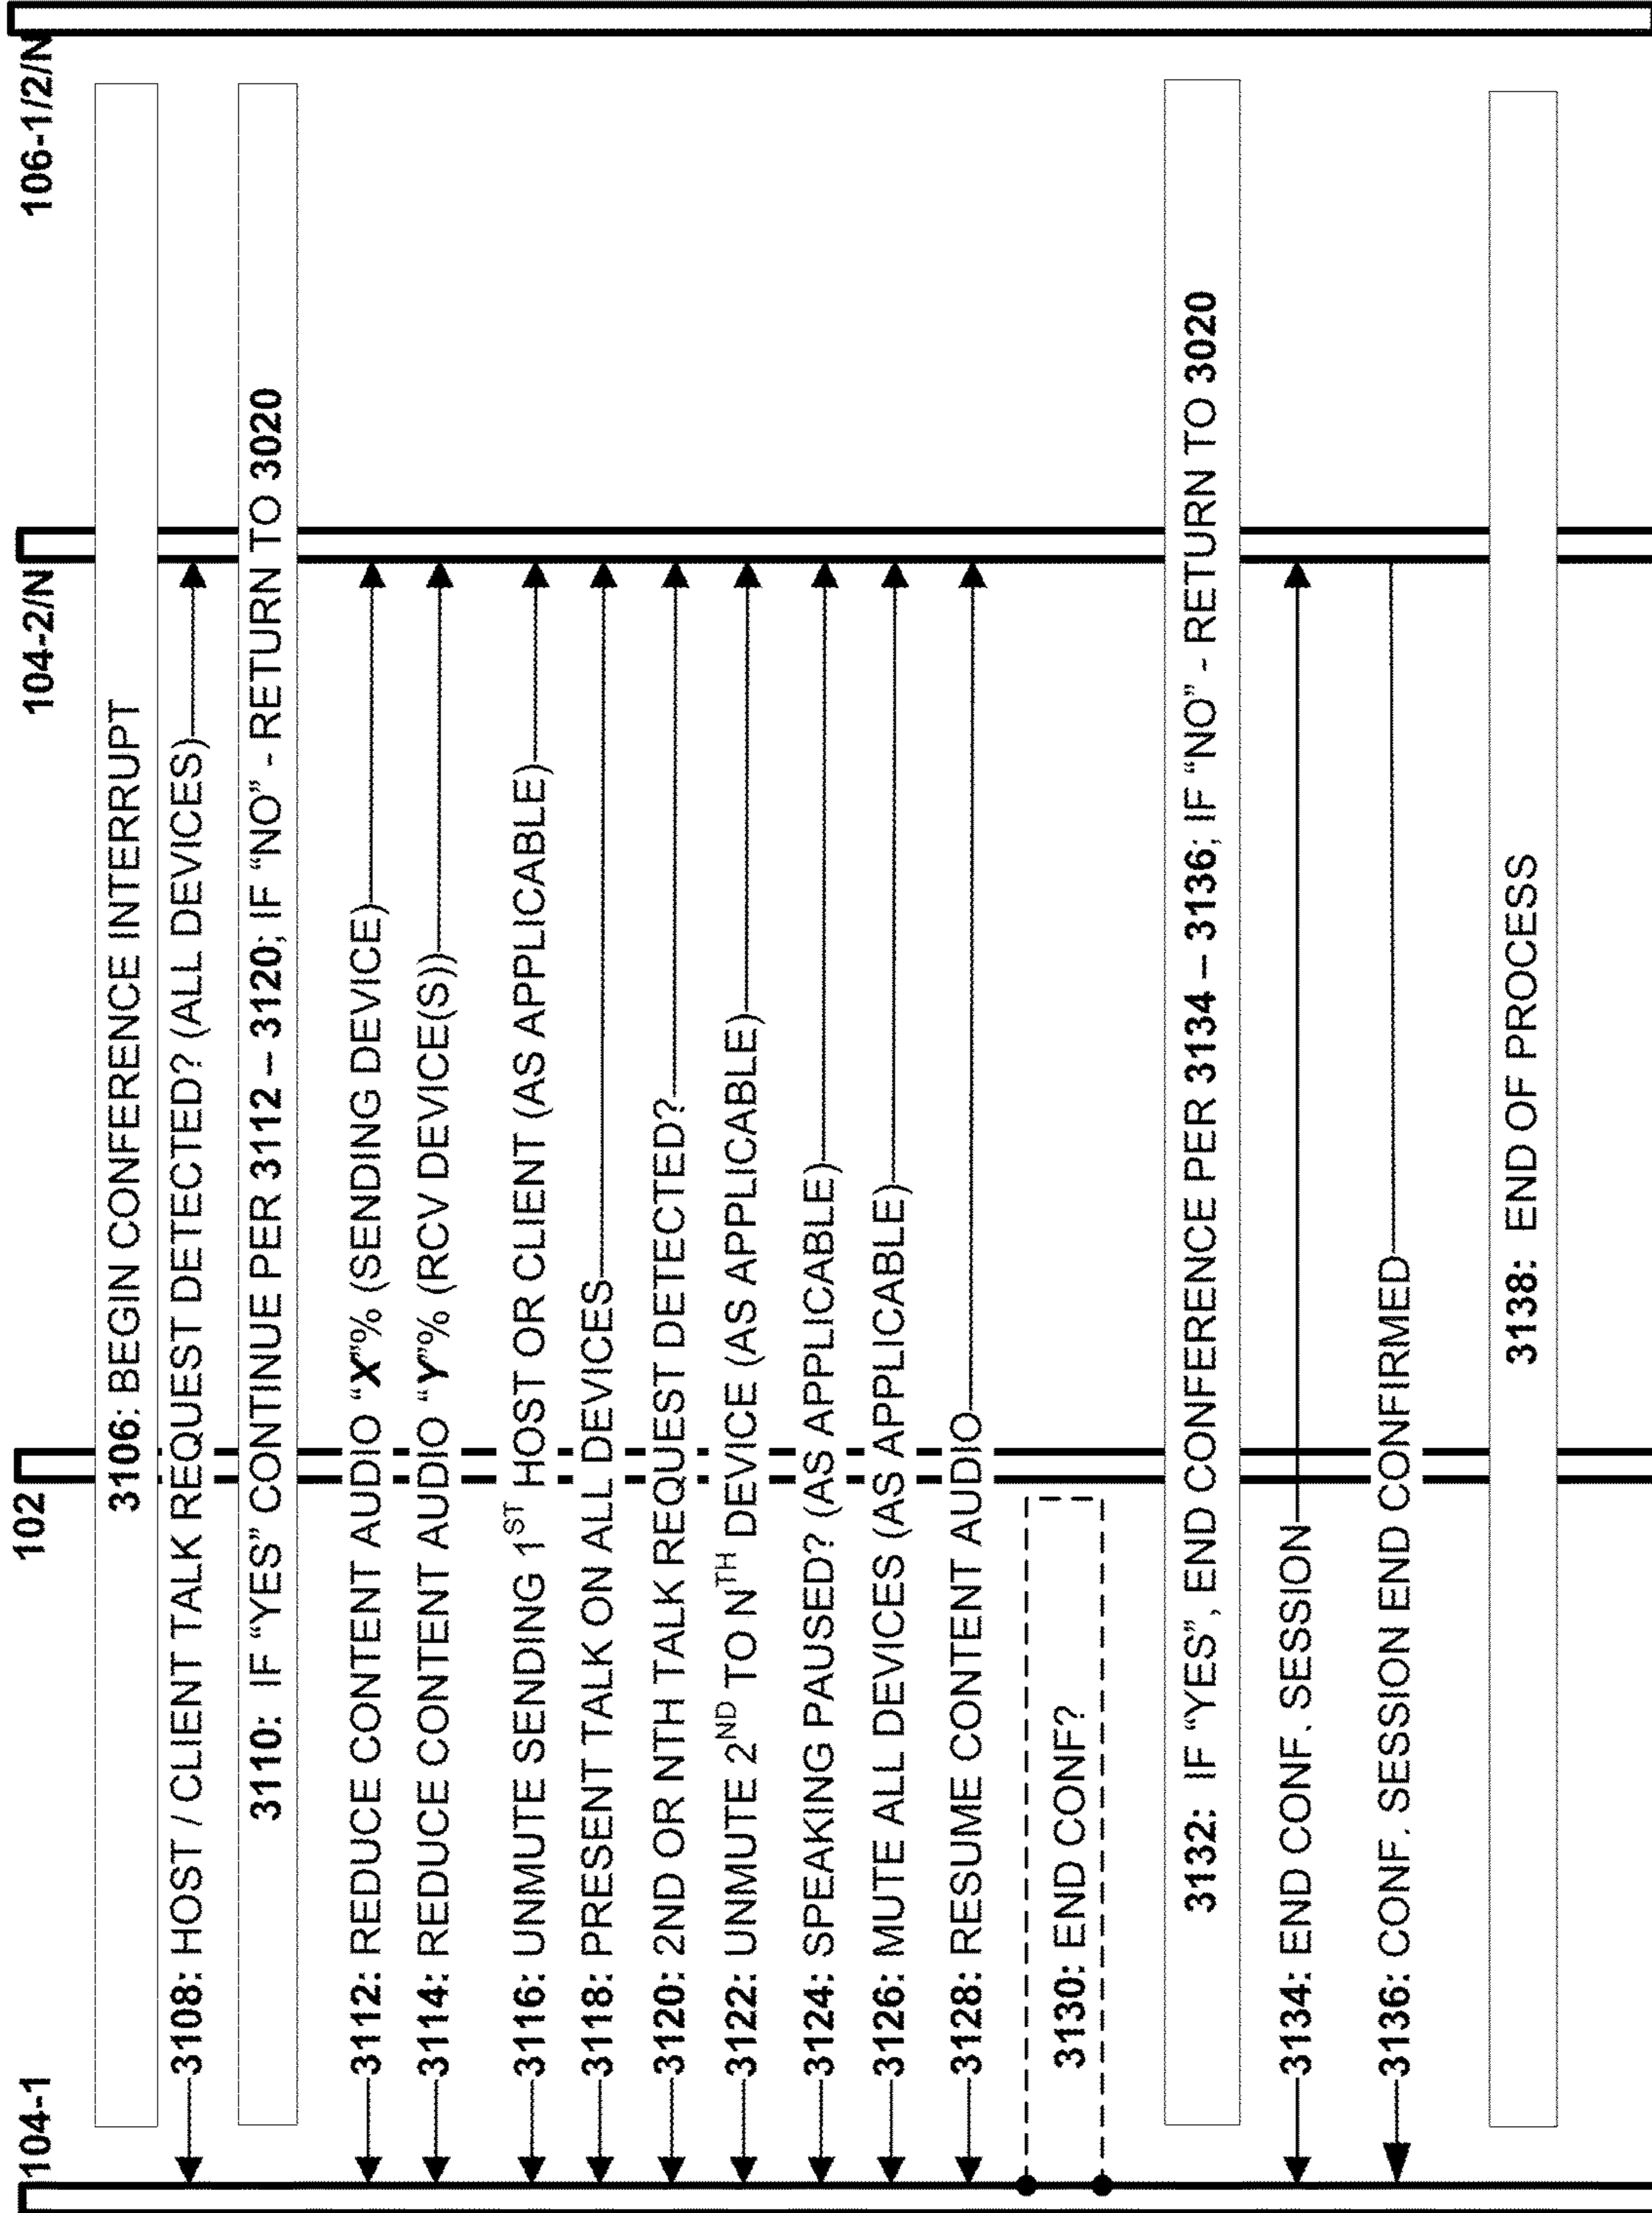 104-1
102
104-2/N
106-1/2/N
3106: BEGIN CONFERENCE INTERRUPT
3108: HOST / CLIENT TALK REQUEST DETECTED? (ALL DEVICES)
3110: IF “YES” CONTINUE PER 3112 – 3120; IF “NO” - RETURN TO 3020
3112: REDUCE CONTENT AUDIO “X”% (SENDING DEVICE)
3114: REDUCE CONTENT AUDIO “Y”% (RCV DEVICE(S))
3116: UNMUTE SENDING 1ST HOST OR CLIENT (AS APPLICABLE)
3118: PRESENT TALK ON ALL DEVICES
3120: 2ND OR NTH TALK REQUEST DETECTED?
3122: UNMUTE 2ND TO NTH DEVICE (AS APPLICABLE)
3124: SPEAKING PAUSED? (AS APPLICABLE)
3126: MUTE ALL DEVICES (AS APPLICABLE)
3128: RESUME CONTENT AUDIO
3130: END CONF?
3132: IF “YES”, END CONFERENCE PER 3134 – 3136; IF “NO” - RETURN TO 3020
3134: END CONF. SESSION
3136: CONF. SESSION END CONFIRMED
3138: END OF PROCESS